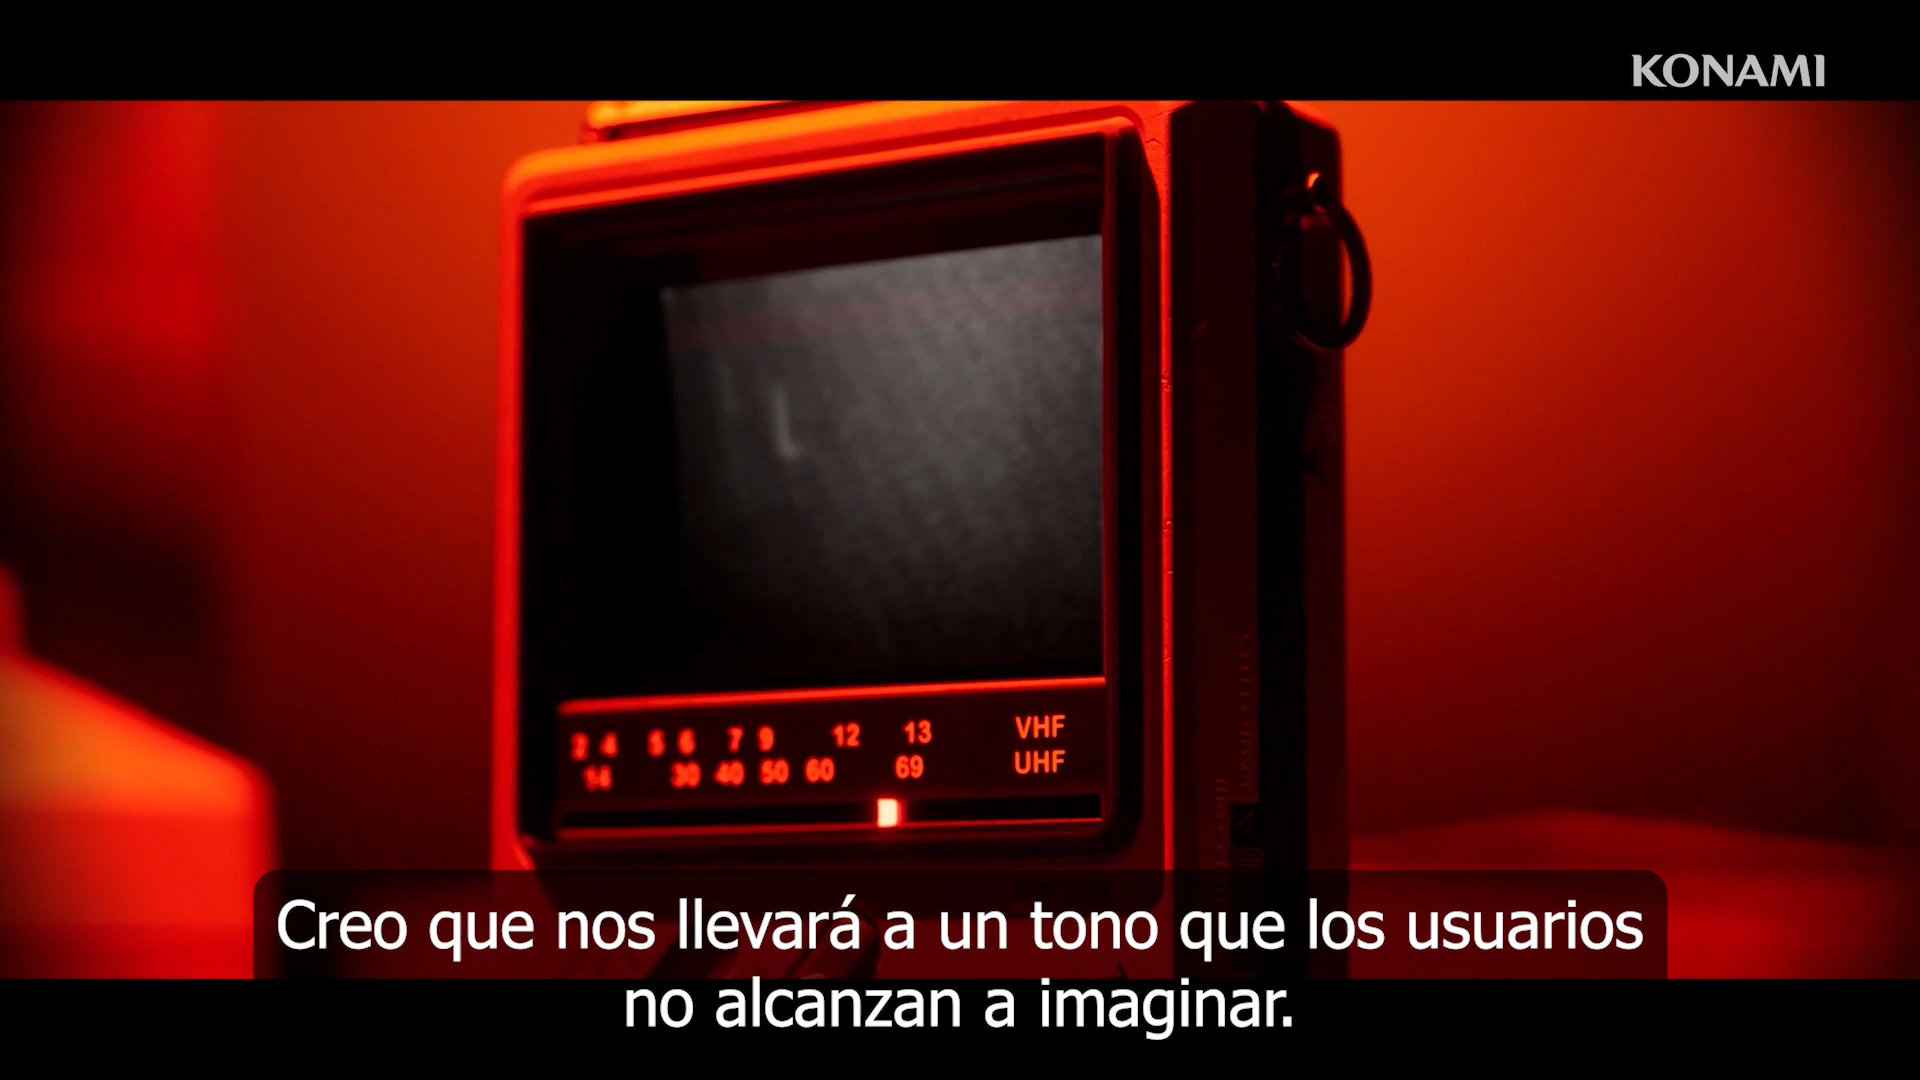 KONAMI
2 4 5 6 7 9 12 13 VHF
14 30 40 50 60 69 UHF
Creo que nos llevará a un tono que los usuarios
no alcanzan a imaginar.